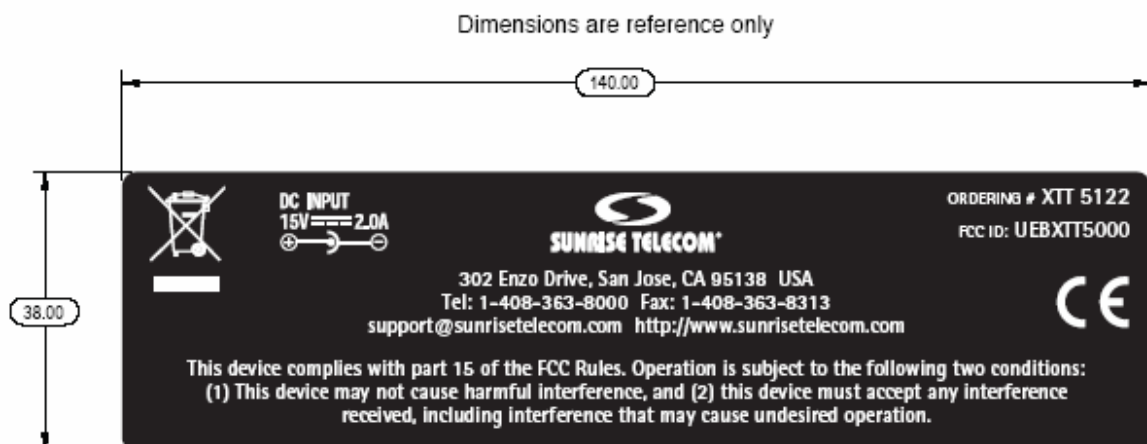 Dimensions are reference only
140.00
38.00
DC INPUT
15V 2.0A
SUNRISE TELECOM
ORDERING # XTT 5122
FCC ID: UEBXTT5000
302 Enzo Drive, San Jose, CA 95138 USA
Tel: 1-408-363-8000 Fax: 1-408-363-8313
support@sunrisetelecom.com http://www.sunrisetelecom.com
CE
This device complies with part 15 of the FCC Rules. Operation is subject to the following two conditions:
(1) This device may not cause harmful interference, and (2) this device must accept any interference
received, including interference that may cause undesired operation.